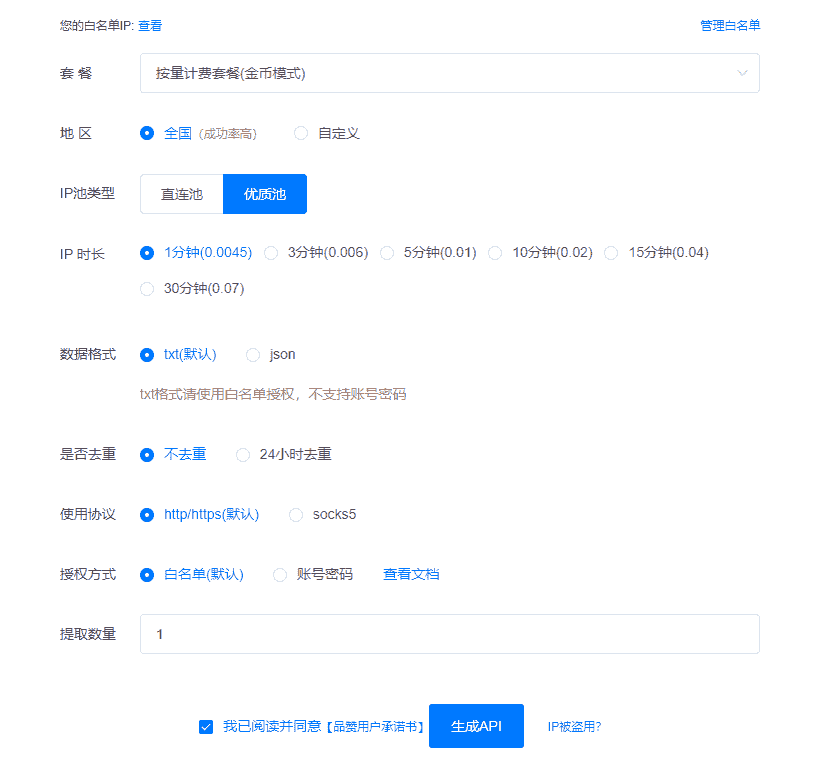 您的白名单IP: 查看 管理白名单
套 餐 按量计费套餐(金币模式)
地 区 全国 (成功率高) 自定义
IP池类型 直连池 优质池
IP 时长 1分钟(0.0045) 3分钟(0.006) 5分钟(0.01) 10分钟(0.02) 15分钟(0.04)
30分钟(0.07)
数据格式 txt(默认) json
txt格式请使用白名单授权，不支持账号密码
是否去重 不去重 24小时去重
使用协议 http/https(默认) socks5
授权方式 白名单(默认) 账号密码 查看文档
提取数量 1
我已阅读并同意【品赞用户承诺书】 生成API IP被盗用?